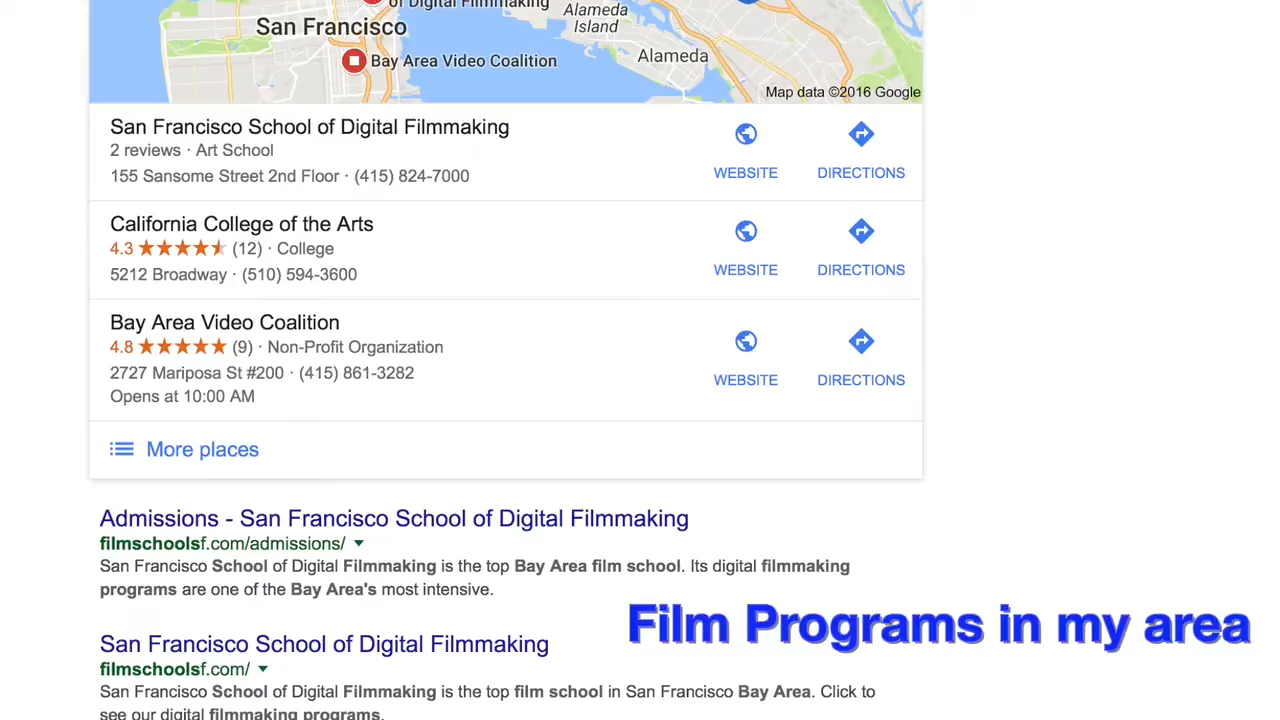 of Digital Filmmaking
Alameda
Island
San Francisco
Bay Area Video Coalition
Alameda
Map data ©2016 Google
San Francisco School of Digital Filmmaking
2 reviews · Art School
155 Sansome Street 2nd Floor · (415) 824-7000
WEBSITE
DIRECTIONS
California College of the Arts
4.3 ★★★★★ (12) · College
5212 Broadway · (510) 594-3600
WEBSITE
DIRECTIONS
Bay Area Video Coalition
4.8 ★★★★★ (9) · Non-Profit Organization
2727 Mariposa St #200 · (415) 861-3282
Opens at 10:00 AM
WEBSITE
DIRECTIONS
More places
Admissions - San Francisco School of Digital Filmmaking
filmschoolsf.com/admissions/
San Francisco School of Digital Filmmaking is the top Bay Area film school. Its digital filmmaking
programs are one of the Bay Area's most intensive.
Film Programs in my area
San Francisco School of Digital Filmmaking
filmschoolsf.com/
San Francisco School of Digital Filmmaking is the top film school in San Francisco Bay Area. Click to
see our digital filmmaking programs.